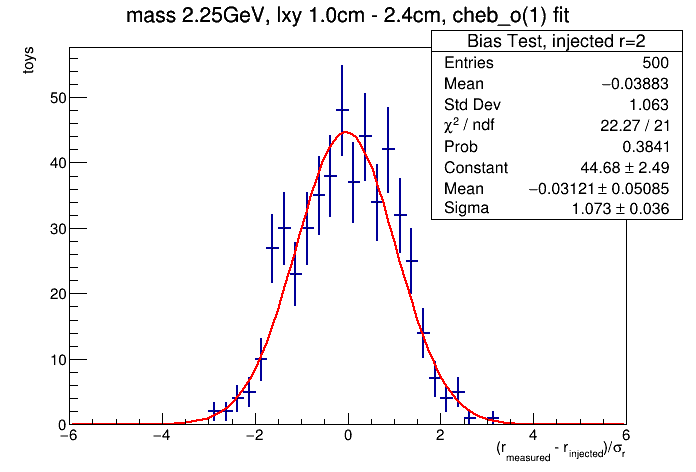 mass 2.25GeV, lxy 1.0cm - 2.4cm, cheb_o(1) fit
toys
Bias Test, injected r=2
Entries 500
Mean −0.03883
Std Dev 1.063
χ² / ndf 22.27 / 21
Prob 0.3841
Constant 44.68 ± 2.49
Mean −0.03121 ± 0.05085
Sigma 1.073 ± 0.036
50
40
30
20
10
0
−6 −4 −2 0 2 4 6
(r_measured - r_injected)/σ_r